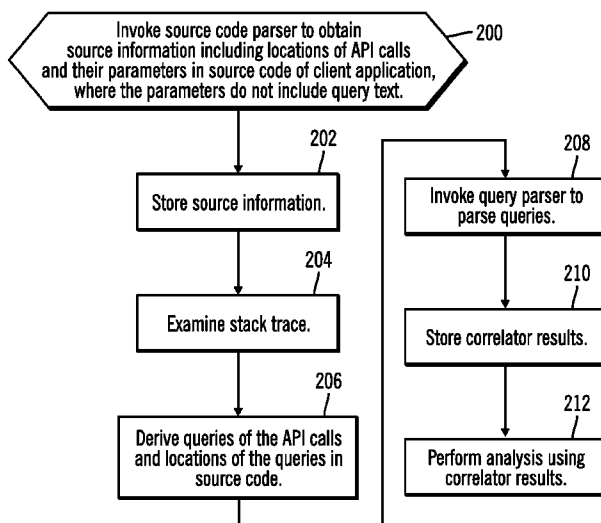 Invoke source code parser to obtain
source information including locations of API calls
and their parameters in source code of client application,
where the parameters do not include query text.
200
202
Store source information.
204
Examine stack trace.
206
Derive queries of the API calls
and locations of the queries in
source code.
208
Invoke query parser to
parse queries.
210
Store correlator results.
212
Perform analysis using
correlator results.